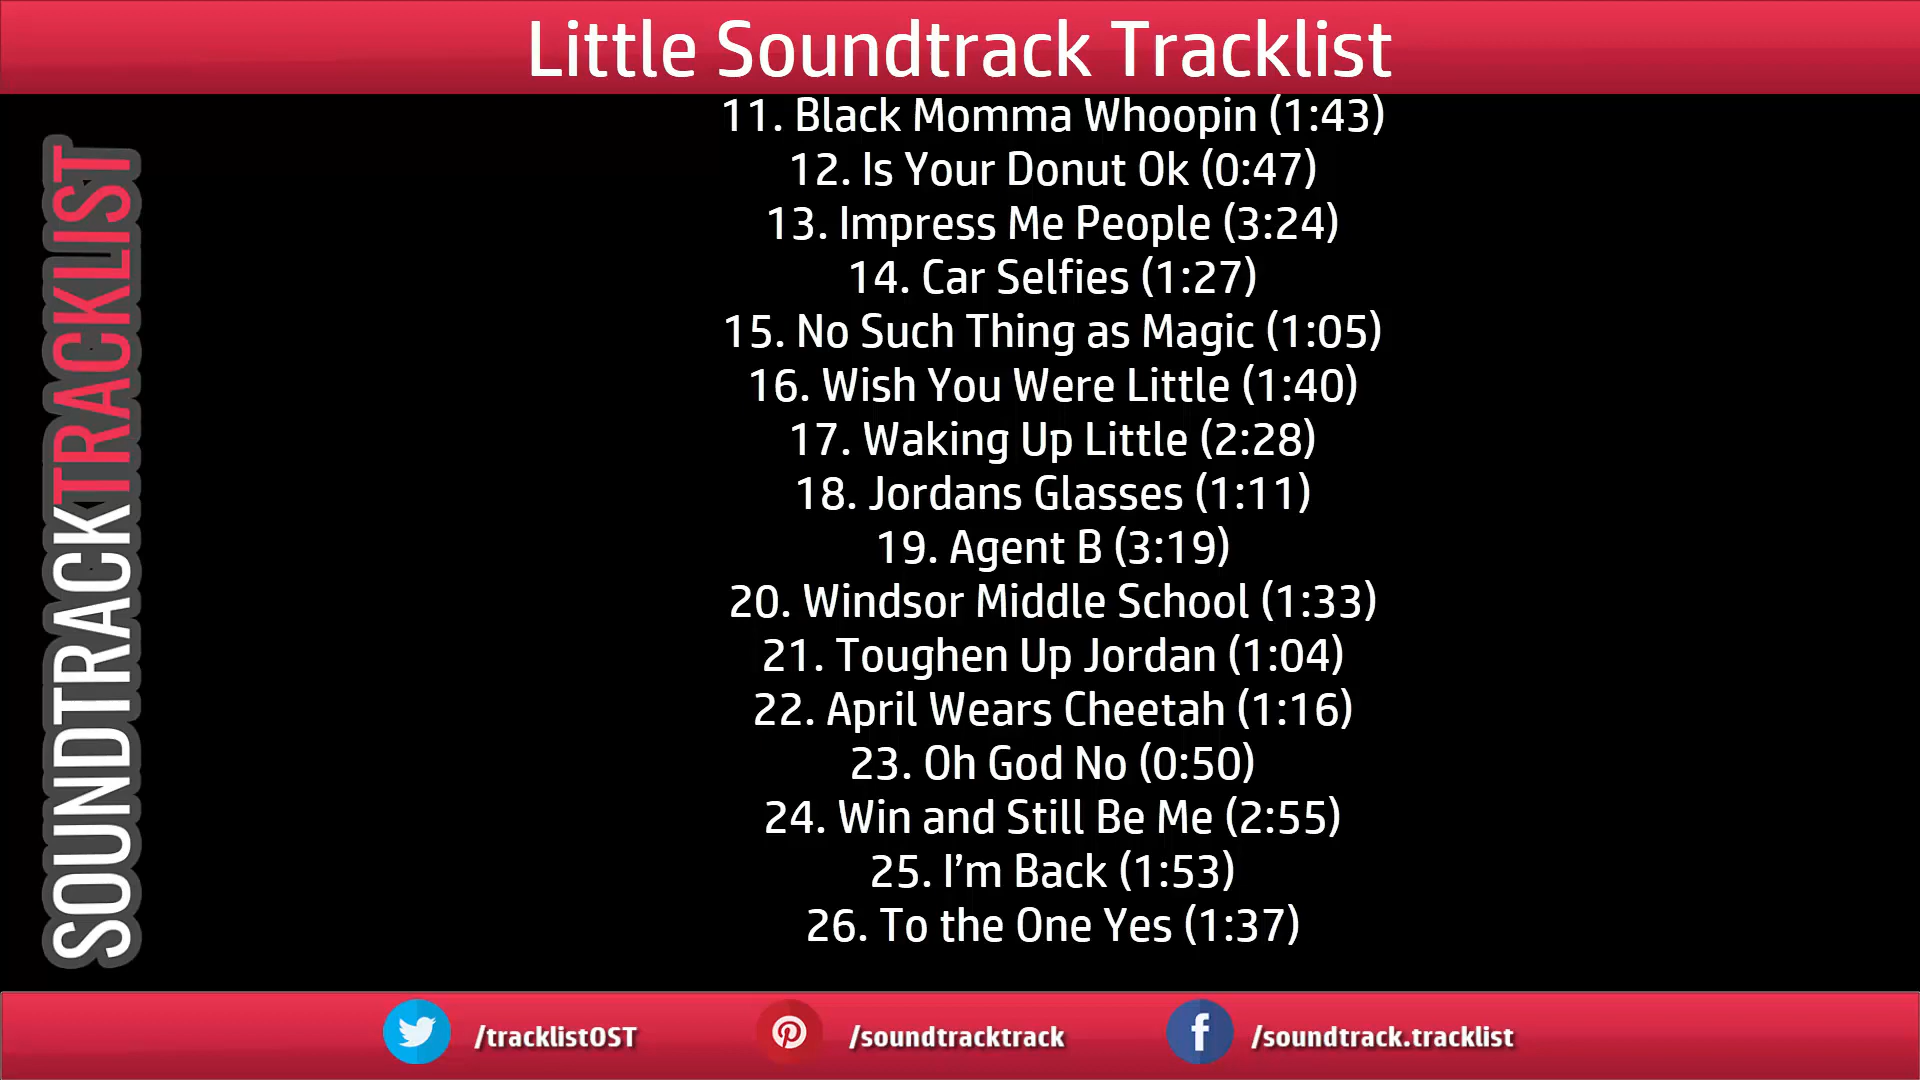 Little Soundtrack Tracklist
11. Black Momma Whoopin (1:43)
12. Is Your Donut Ok (0:47)
13. Impress Me People (3:24)
14. Car Selfies (1:27)
15. No Such Thing as Magic (1:05)
16. Wish You Were Little (1:40)
17. Waking Up Little (2:28)
18. Jordans Glasses (1:11)
19. Agent B (3:19)
20. Windsor Middle School (1:33)
21. Toughen Up Jordan (1:04)
22. April Wears Cheetah (1:16)
23. Oh God No (0:50)
24. Win and Still Be Me (2:55)
25. I’m Back (1:53)
26. To the One Yes (1:37)
SOUNDTRACKTRACKLIST
/tracklistOST
/soundtracktrack
/soundtrack.tracklist